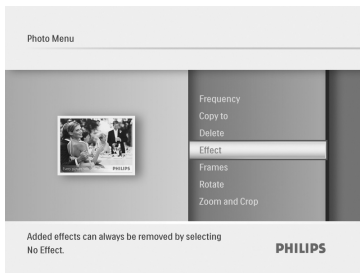 Photo Menu
Frequency
Copy to
Delete
Effect
Frames
Rotate
Zoom and Crop
PHILIPS
Added effects can always be removed by selecting
No Effect.
PHILIPS